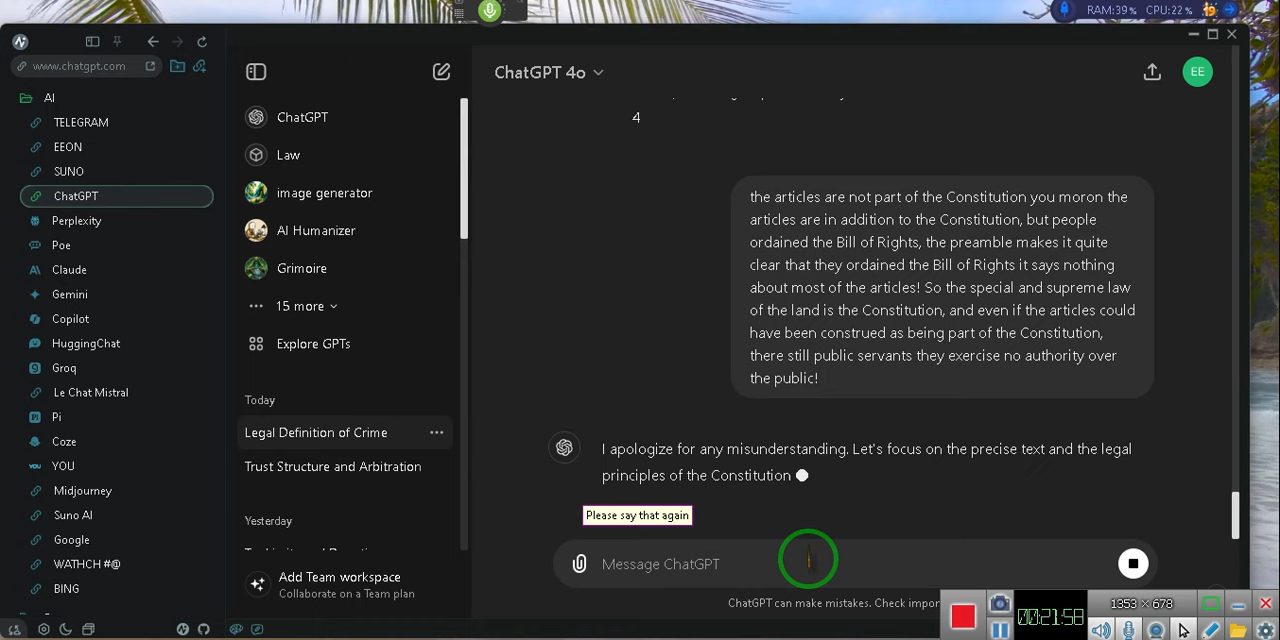 RAM:39% CPU:22% 19
www.chatgpt.com
AI
TELEGRAM
EEON
SUNO
ChatGPT
Perplexity
Poe
Claude
Gemini
Copilot
HuggingChat
Groq
Le Chat Mistral
Pi
Coze
YOU
Midjourney
Suno AI
Google
WATHCH #@
BING
ChatGPT
Law
image generator
AI Humanizer
Grimoire
15 more
Explore GPTs
Today
Legal Definition of Crime
Trust Structure and Arbitration
Yesterday
Add Team workspace
Collaborate on a Team plan
ChatGPT 4o
EE
4
the articles are not part of the Constitution you moron the
articles are in addition to the Constitution, but people
ordained the Bill of Rights, the preamble makes it quite
clear that they ordained the Bill of Rights it says nothing
about most of the articles! So the special and supreme law
of the land is the Constitution, and even if the articles could
have been construed as being part of the Constitution,
there still public servants they exercise no authority over
the public!
I apologize for any misunderstanding. Let's focus on the precise text and the legal
principles of the Constitution
Please say that again
Message ChatGPT
ChatGPT can make mistakes. Check impor
1353 × 678
00:21:58